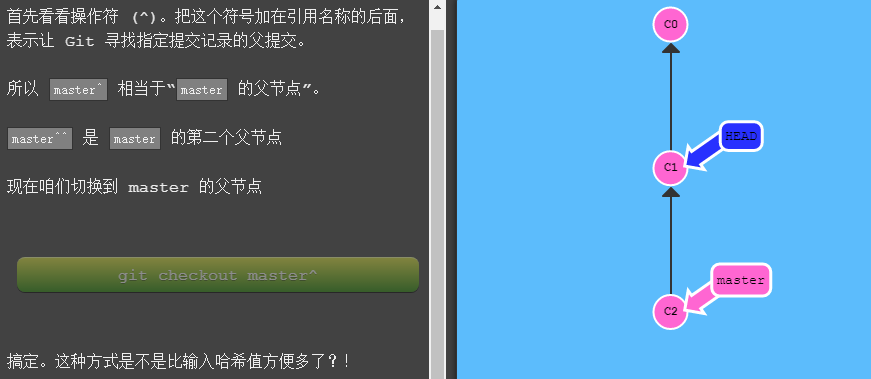 首先看看操作符 (^)。把这个符号加在引用名称的后面，
表示让 Git 寻找指定提交记录的父提交。
所以 master^ 相当于“master 的父节点”。
master^^ 是 master 的第二个父节点
现在咱们切换到 master 的父节点
git checkout master^
搞定。这种方式是不是比输入哈希值方便多了？！
C0
HEAD
C1
master
C2